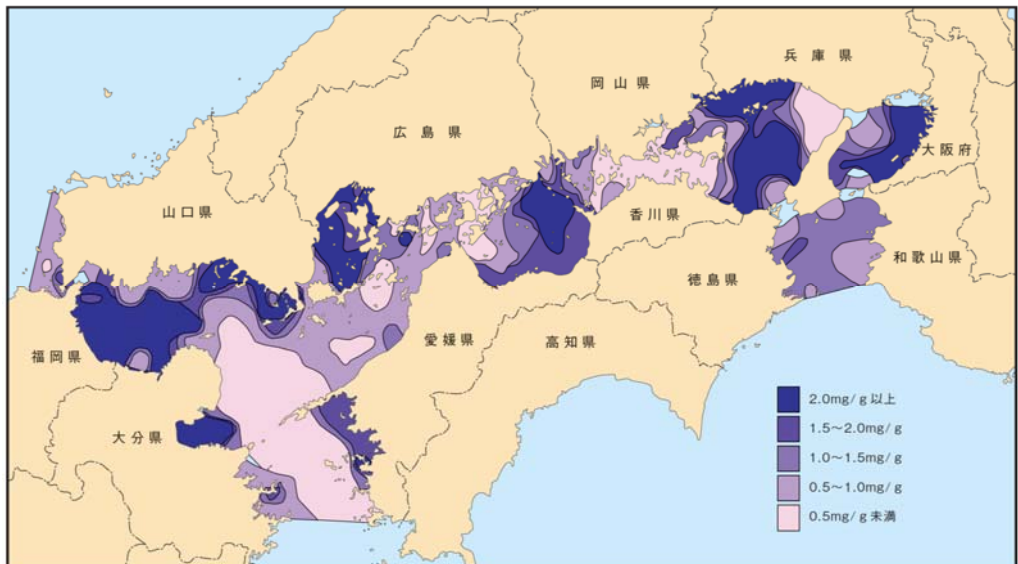 兵庫県
岡山県
広島県
大阪府
山口県
香川県
和歌山県
徳島県
愛媛県
高知県
福岡県
大分県
2.0mg/g以上
1.5～2.0mg/g
1.0～1.5mg/g
0.5～1.0mg/g
0.5mg/g未満